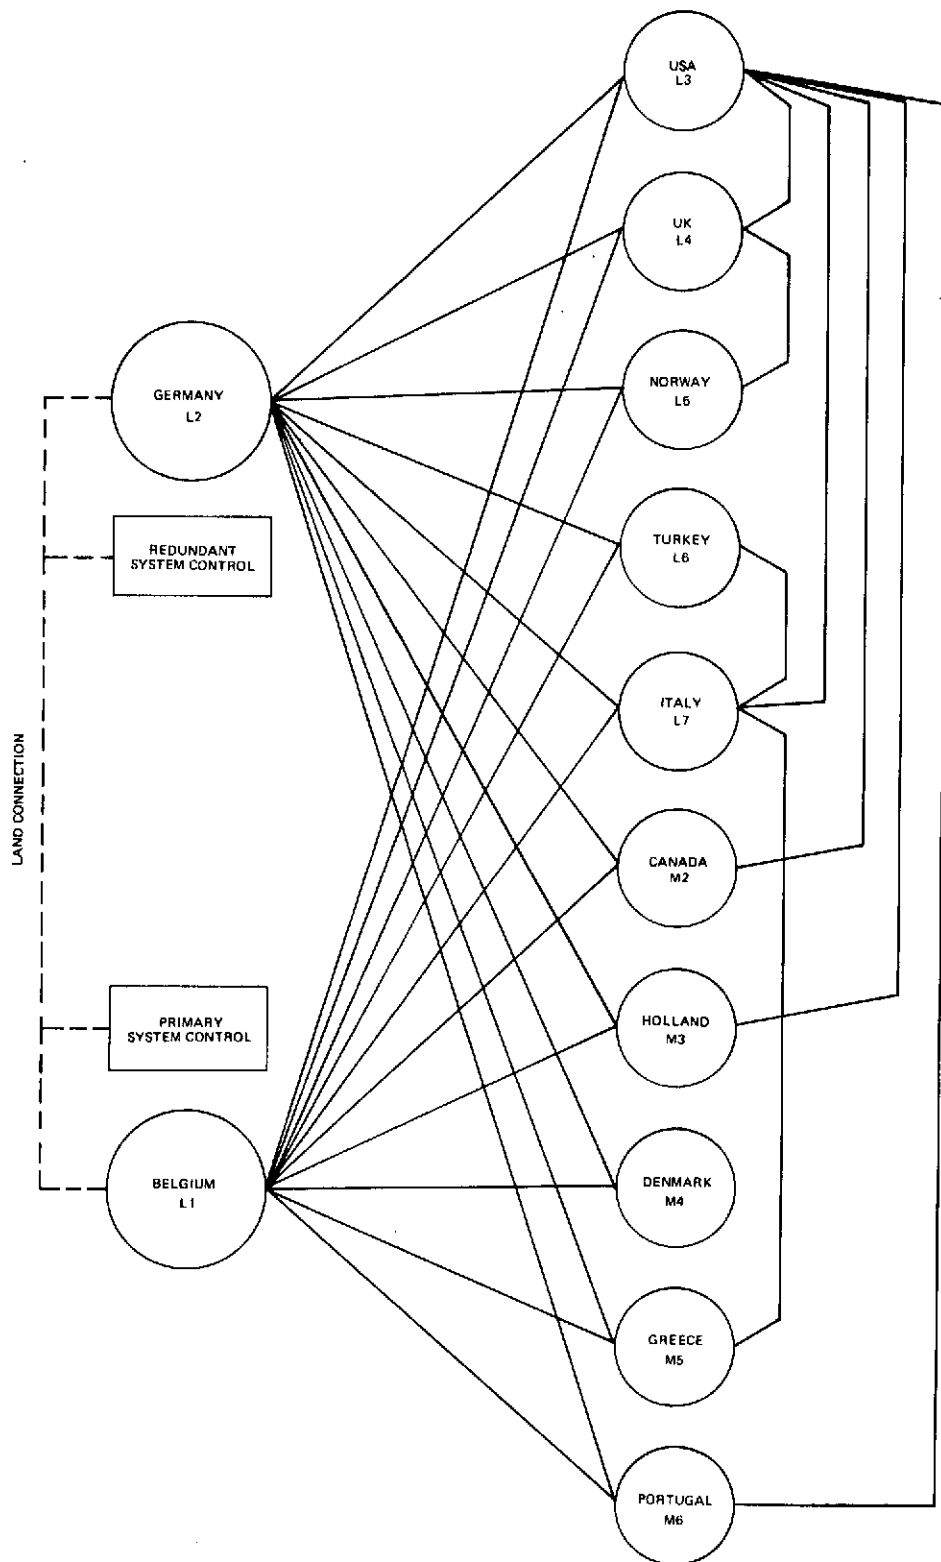 USA
L3
UK
L4
GERMANY
L2
NORWAY
L5
REDUNDANT
SYSTEM CONTROL
TURKEY
L6
ITALY
L7
LAND CONNECTION
CANADA
M2
PRIMARY
SYSTEM CONTROL
HOLLAND
M3
BELGIUM
L1
DENMARK
M4
GREECE
M5
PORTUGAL
M6